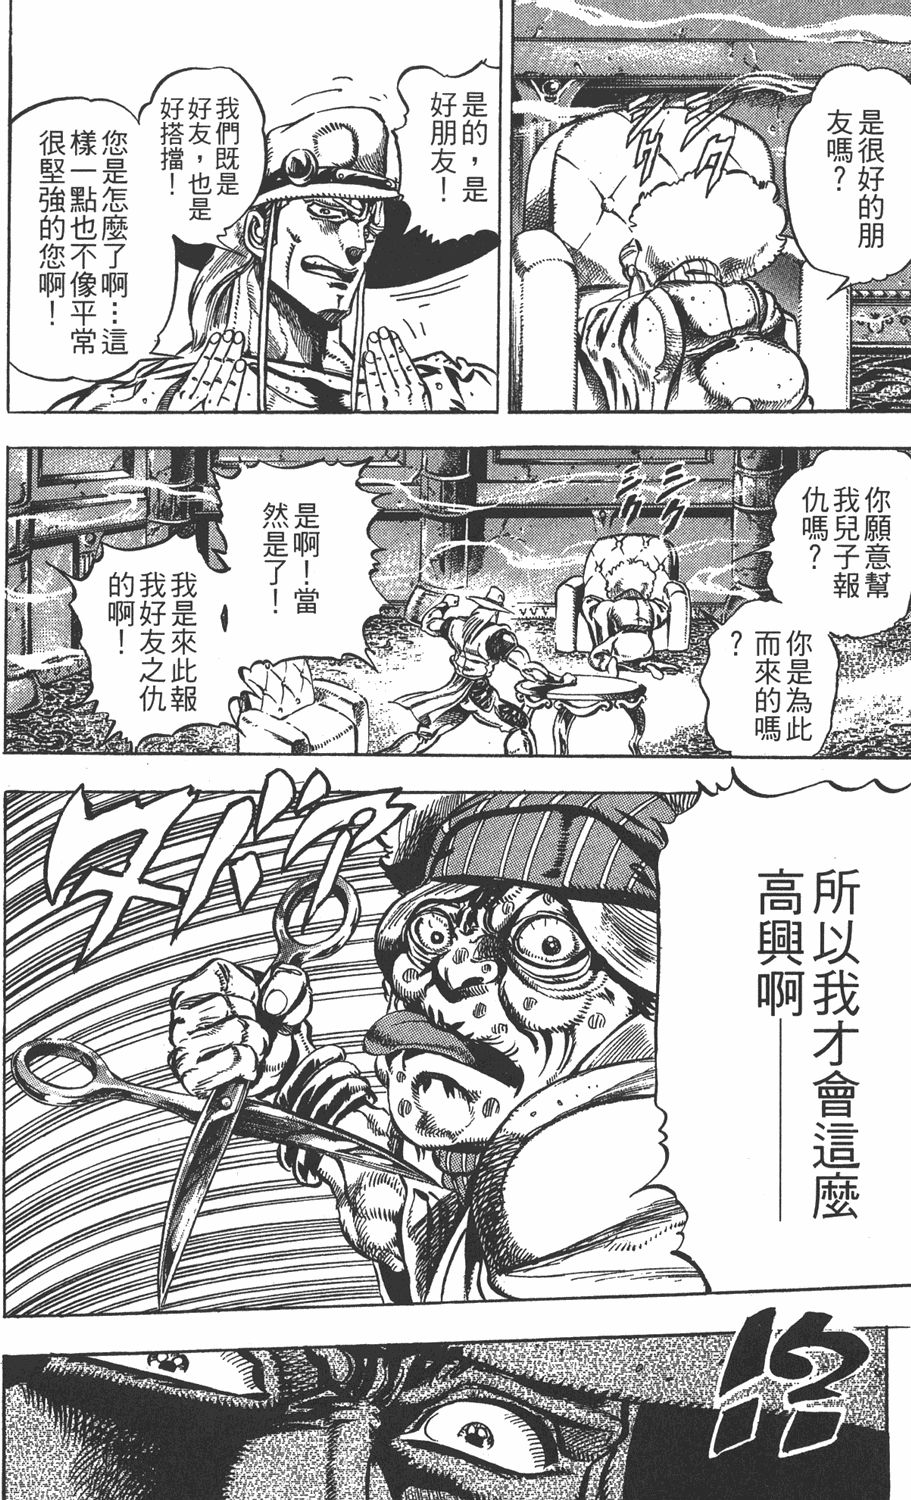 是很好的朋
友嗎？
ググググ
是的，是
好朋友！
我們既是
好友，也是
好搭擋！
您是怎麼了啊…這
樣一點也不像平常
很堅強的您啊！
你願意幫
我兒子報
仇嗎？
你是為此
而來的嗎
？
是啊！當
然是了！
我是來此報
我好友之仇
的啊！
所以我才會這麼
高興啊——
！？